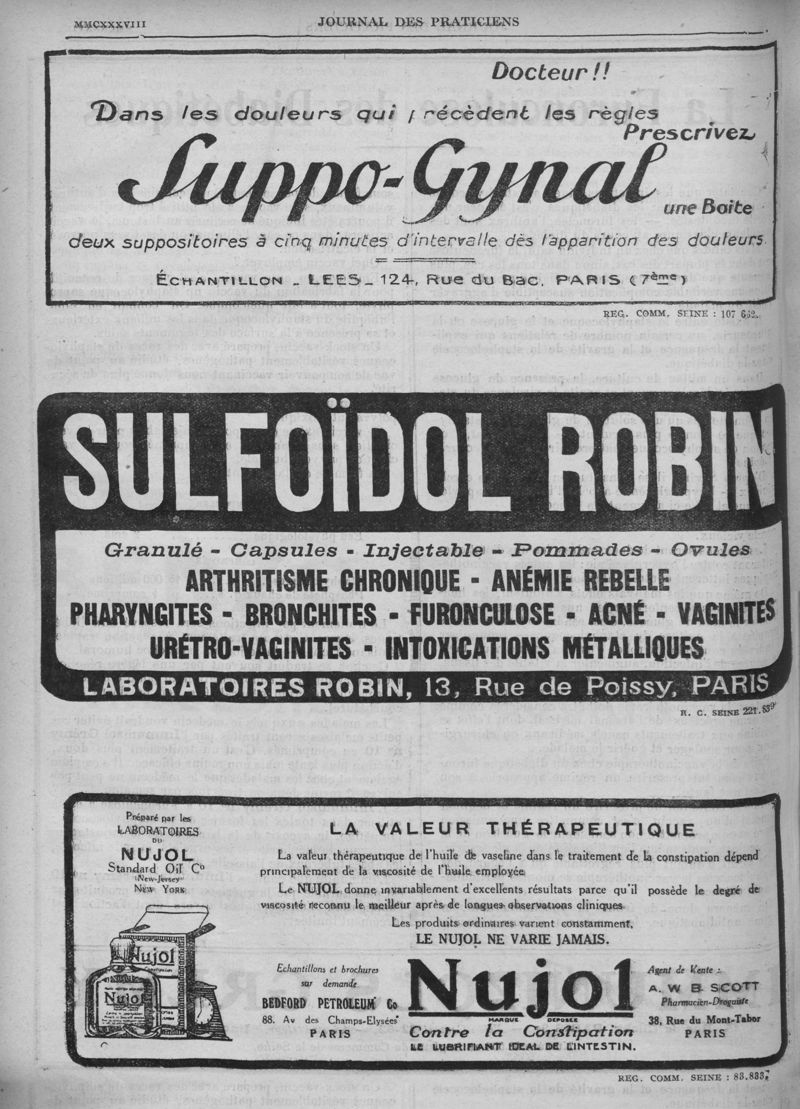 MMCXXXVIII
JOURNAL DES PRATICIENS
Docteur!!
Dans les douleurs qui précèdent les règles
Prescrivez
Suppo-Gynal
une Boîte
deux suppositoires à cinq minutes d'intervalle dès l'apparition des douleurs
ÉCHANTILLON _ LEES _ 124, Rue du Bac. PARIS (7ème)
REG. COMM. SEINE : 107
SULFOÏDOL ROBIN
Granulé - Capsules - Injectable - Pommades - Ovules
ARTHRITISME CHRONIQUE - ANÉMIE REBELLE
PHARYNGITES - BRONCHITES - FURONCULOSE - ACNÉ - VAGINITES
URÉTRO-VAGINITES - INTOXICATIONS MÉTALLIQUES
LABORATOIRES ROBIN, 13, Rue de Poissy, PARIS
R. C. SEINE 221.839
Préparé par les
LABORATOIRES
DU
NUJOL
Standard Oil Co
(New-Jersey)
NEW YORK
Nujol
Nujol
LA VALEUR THÉRAPEUTIQUE
La valeur thérapeutique de l'huile de vaseline dans le traitement de la constipation dépend
principalement de la viscosité de l'huile employée.
Le NUJOL donne invariablement d'excellents résultats parce qu'il possède le degré de
viscosité reconnu le meilleur après de longues observations cliniques.
Les produits ordinaires varient constamment,
LE NUJOL NE VARIE JAMAIS.
Echantillons et brochures
sur demande
BEDFORD PETROLEUM Co
88. Av des Champs-Elysées
PARIS
Nujol
MARQUE DÉPOSÉE
Contre la Constipation
LE LUBRIFIANT IDÉAL DE L'INTESTIN.
Agent de Vente :
A. W B SCOTT
Pharmacien-Droguiste
38, Rue du Mont-Tabor
PARIS
REG. COMM. SEINE : 83.833